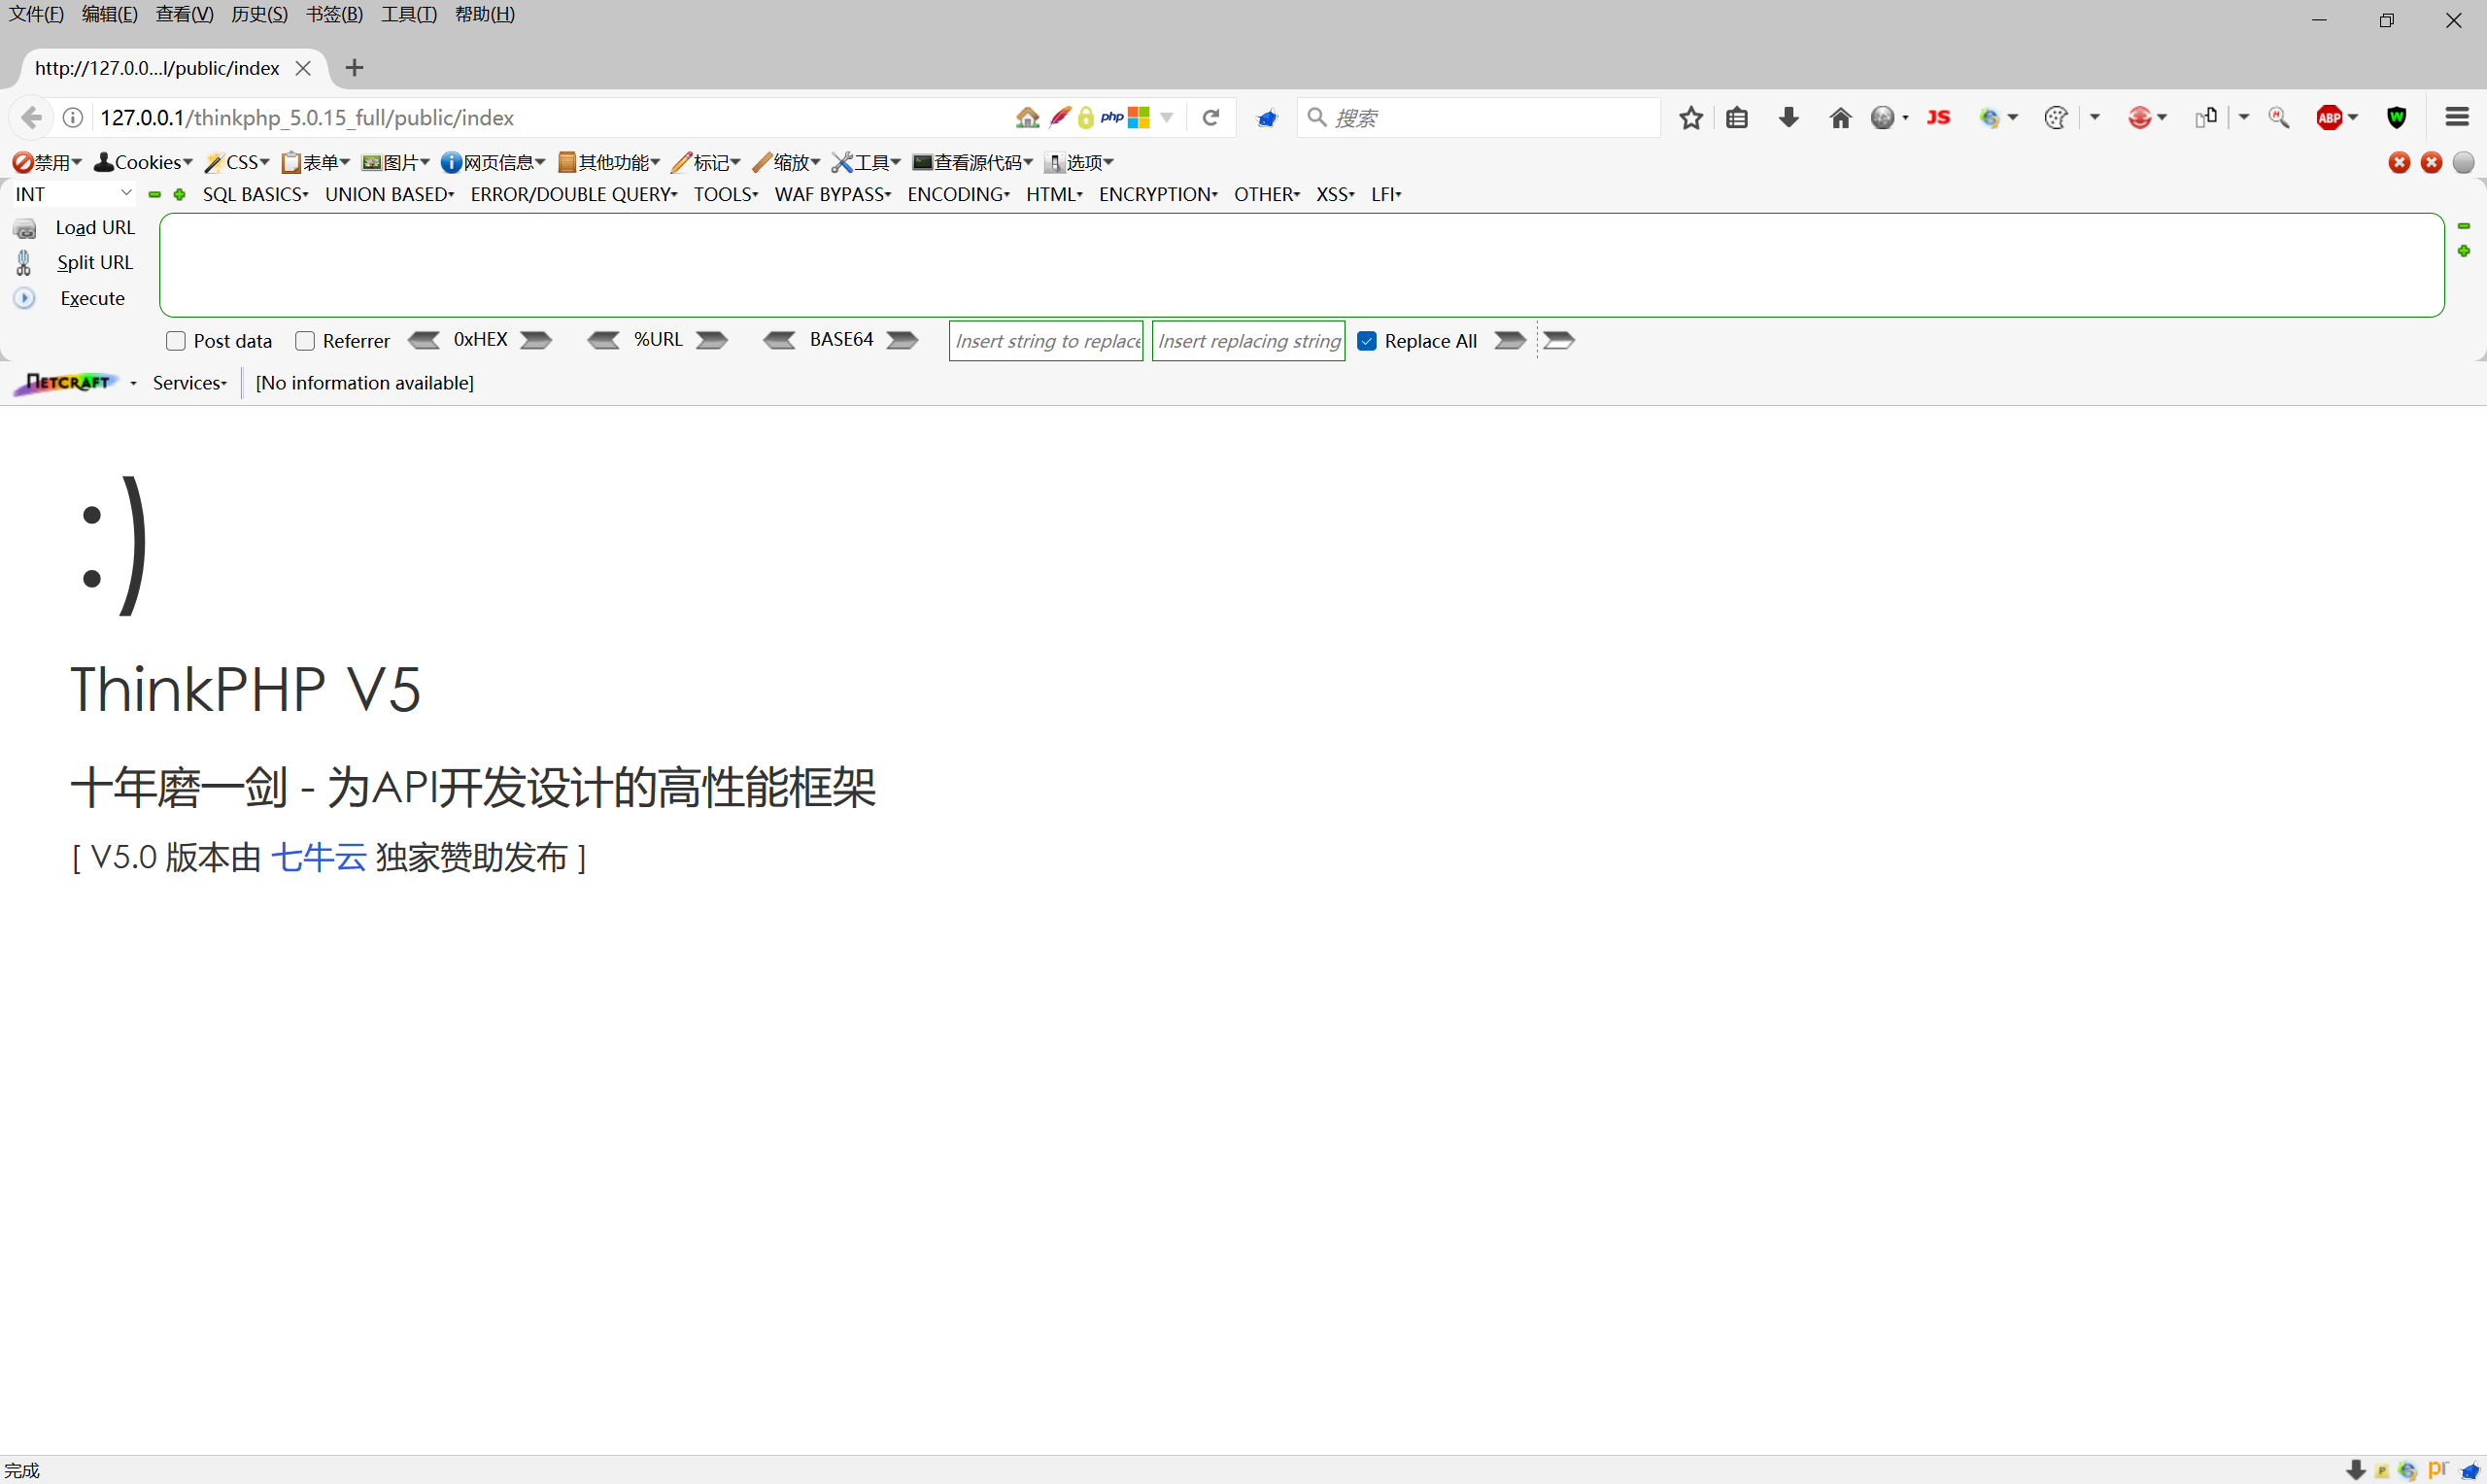 文件(F) 编辑(E) 查看(V) 历史(S) 书签(B) 工具(T) 帮助(H)
http://127.0.0...l/public/index
127.0.0.1/thinkphp_5.0.15_full/public/index php 搜索 JS ABP W
禁用 Cookies CSS 表单 图片 网页信息 其他功能 标记 缩放 工具 查看源代码 选项
INT SQL BASICS UNION BASED ERROR/DOUBLE QUERY TOOLS WAF BYPASS ENCODING HTML ENCRYPTION OTHER XSS LFI
Load URL
Split URL
Execute
Post data Referrer 0xHEX %URL BASE64 Insert string to replace Insert replacing string Replace All
NETCRAFT Services [No information available]
:)
ThinkPHP V5
十年磨一剑 - 为API开发设计的高性能框架
[ V5.0 版本由 七牛云 独家赞助发布 ]
完成 P pr